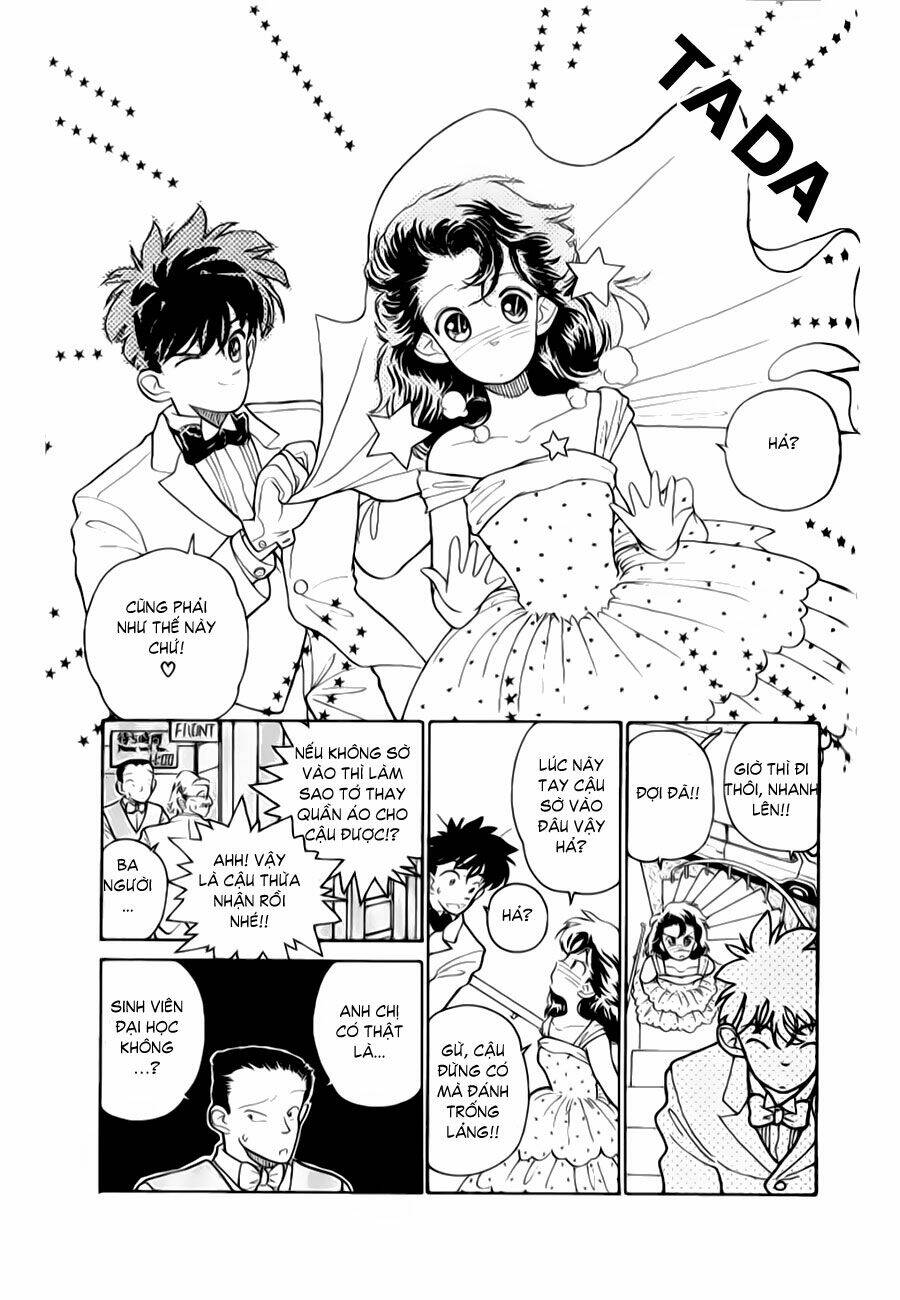 TADA
HẢ?
CŨNG PHẢI
NHƯ THẾ NÀY
CHỨ!
♡
GIỜ THÌ ĐI
THÔI, NHANH
LÊN!!
ĐỢI ĐÃ!!
LÚC NÃY
TAY CẬU
SỜ VÀO
ĐÂU VẬY
HẢ?
HẢ?
GỪ, CẬU
ĐỪNG CÓ
MÀ ĐÁNH
TRỐNG
LẢNG!!
NẾU KHÔNG SỜ
VÀO THÌ LÀM
SAO TỚ THAY
QUẦN ÁO CHO
CẬU ĐƯỢC!?
AHH! VẬY
LÀ CẬU THỪA
NHẬN RỒI
NHÉ!!
FRONT
BA
NGƯỜI
...
ANH CHỊ
CÓ THẬT
LÀ...
SINH VIÊN
ĐẠI HỌC
KHÔNG
...?